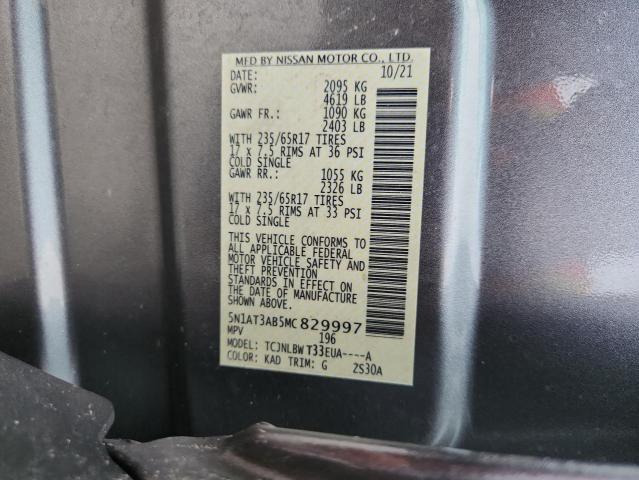 MFD BY NISSAN MOTOR CO., LTD.
DATE: 10/21
GVWR: 2095 KG
4619 LB
GAWR FR.: 1090 KG
2403 LB
WITH 235/65R17 TIRES
17 x 7.5 RIMS AT 36 PSI
COLD SINGLE
GAWR RR.: 1055 KG
2326 LB
WITH 235/65R17 TIRES
17 x 7.5 RIMS AT 33 PSI
COLD SINGLE
THIS VEHICLE CONFORMS TO
ALL APPLICABLE FEDERAL
MOTOR VEHICLE SAFETY AND
THEFT PREVENTION
STANDARDS IN EFFECT ON
THE DATE OF MANUFACTURE
SHOWN ABOVE.
5N1AT3AB5MC829997
MPV 196
MODEL: TCJNLBWT33EUA----A
COLOR: KAD TRIM: G 2S30A